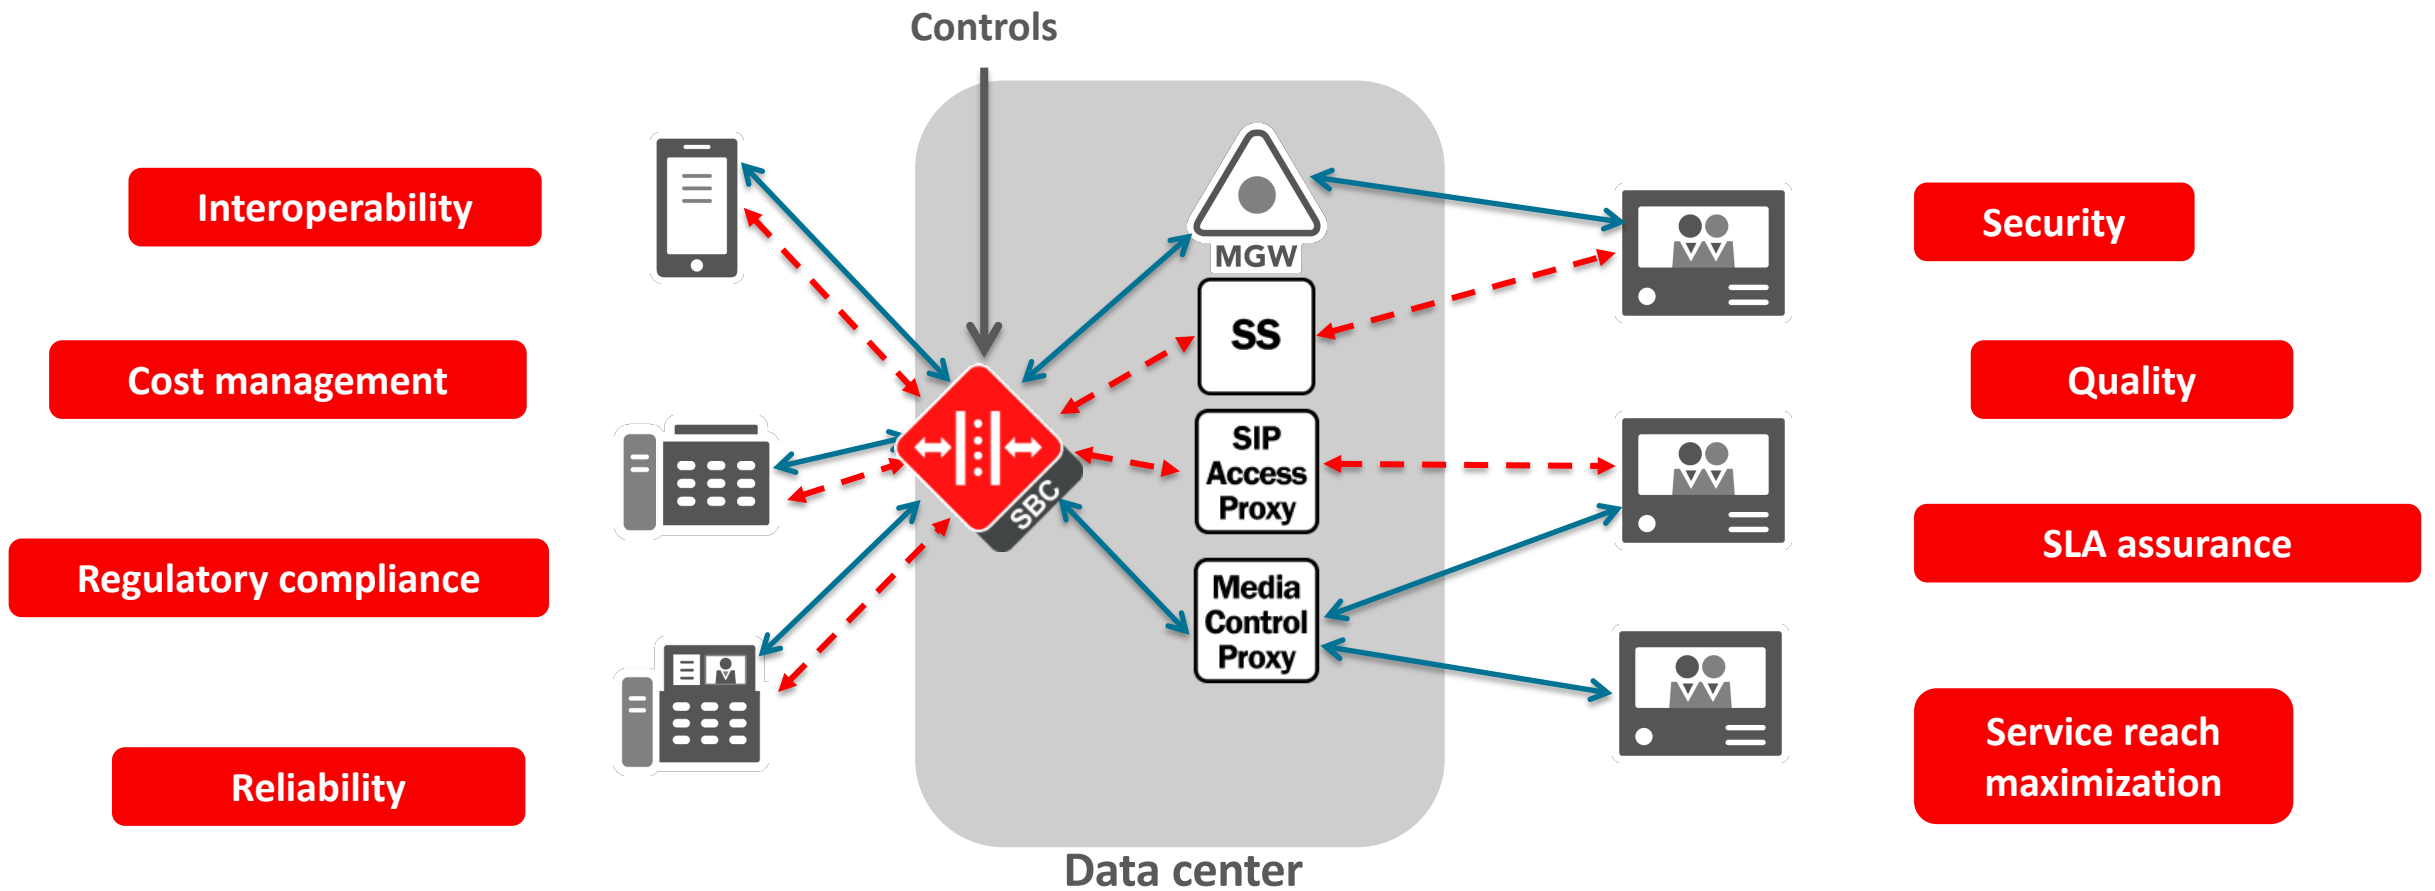 Controls
Interoperability
Cost management
Regulatory compliance
Reliability
SBC
MGW
SS
SIP
Access
Proxy
Media
Control
Proxy
Security
Quality
SLA assurance
Service reach
maximization
Data center